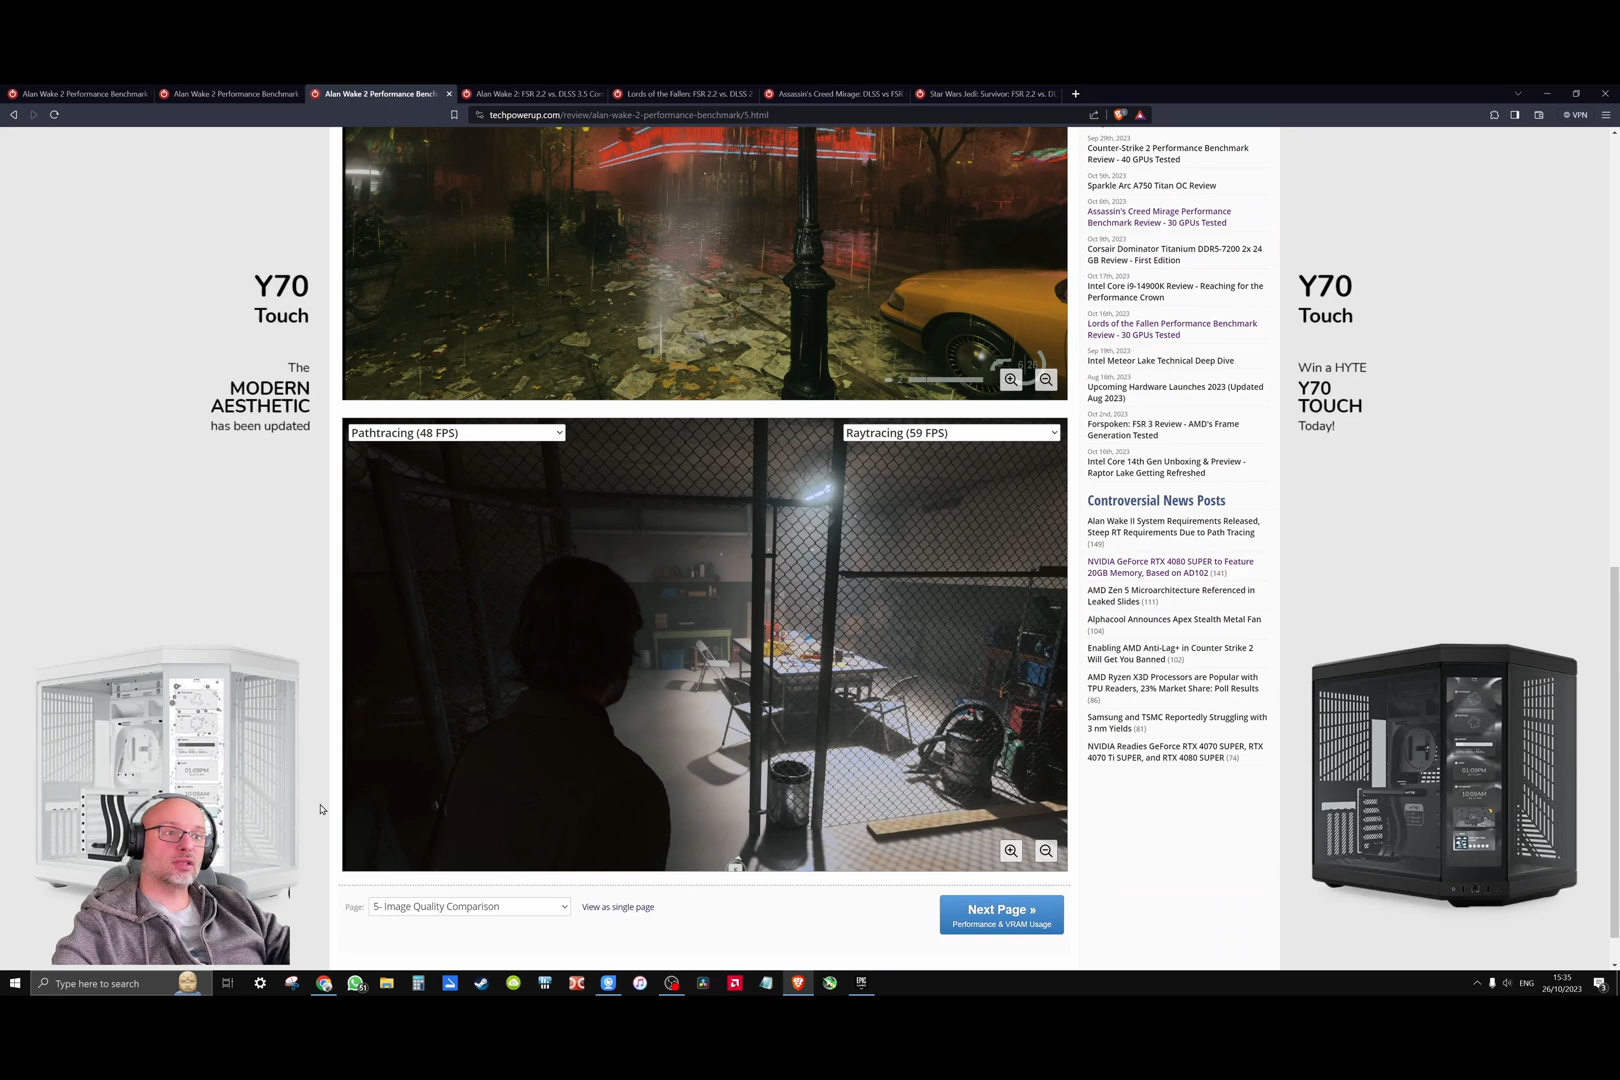 Alan Wake 2 Performance Benchmark
Alan Wake 2 Performance Benchmark
Alan Wake 2 Performance Bench
Alan Wake 2: FSR 2.2 vs. DLSS 3.5 Com
Lords of the Fallen: FSR 2.2 vs. DLSS 2
Assassin's Creed Mirage: DLSS vs FSR
Star Wars Jedi: Survivor: FSR 2.2 vs. DL
techpowerup.com/review/alan-wake-2-performance-benchmark/5.html
VPN
Y70
Touch
The
MODERN
AESTHETIC
has been updated
Pathtracing (48 FPS)
Raytracing (59 FPS)
Page:
5- Image Quality Comparison
View as single page
Next Page »
Performance & VRAM Usage
Sep 29th, 2023
Counter-Strike 2 Performance Benchmark
Review - 40 GPUs Tested
Oct 5th, 2023
Sparkle Arc A750 Titan OC Review
Oct 6th, 2023
Assassin's Creed Mirage Performance
Benchmark Review - 30 GPUs Tested
Oct 9th, 2023
Corsair Dominator Titanium DDR5-7200 2x 24
GB Review - First Edition
Oct 17th, 2023
Intel Core i9-14900K Review - Reaching for the
Performance Crown
Oct 16th, 2023
Lords of the Fallen Performance Benchmark
Review - 30 GPUs Tested
Sep 19th, 2023
Intel Meteor Lake Technical Deep Dive
Aug 16th, 2023
Upcoming Hardware Launches 2023 (Updated
Aug 2023)
Oct 2nd, 2023
Forspoken: FSR 3 Review - AMD's Frame
Generation Tested
Oct 16th, 2023
Intel Core 14th Gen Unboxing & Preview -
Raptor Lake Getting Refreshed
Controversial News Posts
Alan Wake II System Requirements Released,
Steep RT Requirements Due to Path Tracing
(149)
NVIDIA GeForce RTX 4080 SUPER to Feature
20GB Memory, Based on AD102 (141)
AMD Zen 5 Microarchitecture Referenced in
Leaked Slides (111)
Alphacool Announces Apex Stealth Metal Fan
(104)
Enabling AMD Anti-Lag+ in Counter Strike 2
Will Get You Banned (102)
AMD Ryzen X3D Processors are Popular with
TPU Readers, 23% Market Share: Poll Results
(86)
Samsung and TSMC Reportedly Struggling with
3 nm Yields (81)
NVIDIA Readies GeForce RTX 4070 SUPER, RTX
4070 Ti SUPER, and RTX 4080 SUPER (74)
Y70
Touch
Win a HYTE
Y70
TOUCH
Today!
01:09PM
10:09AM
01:09PM
10:09AM
Type here to search
51
EPIC
ENG
15:35
26/10/2023
3